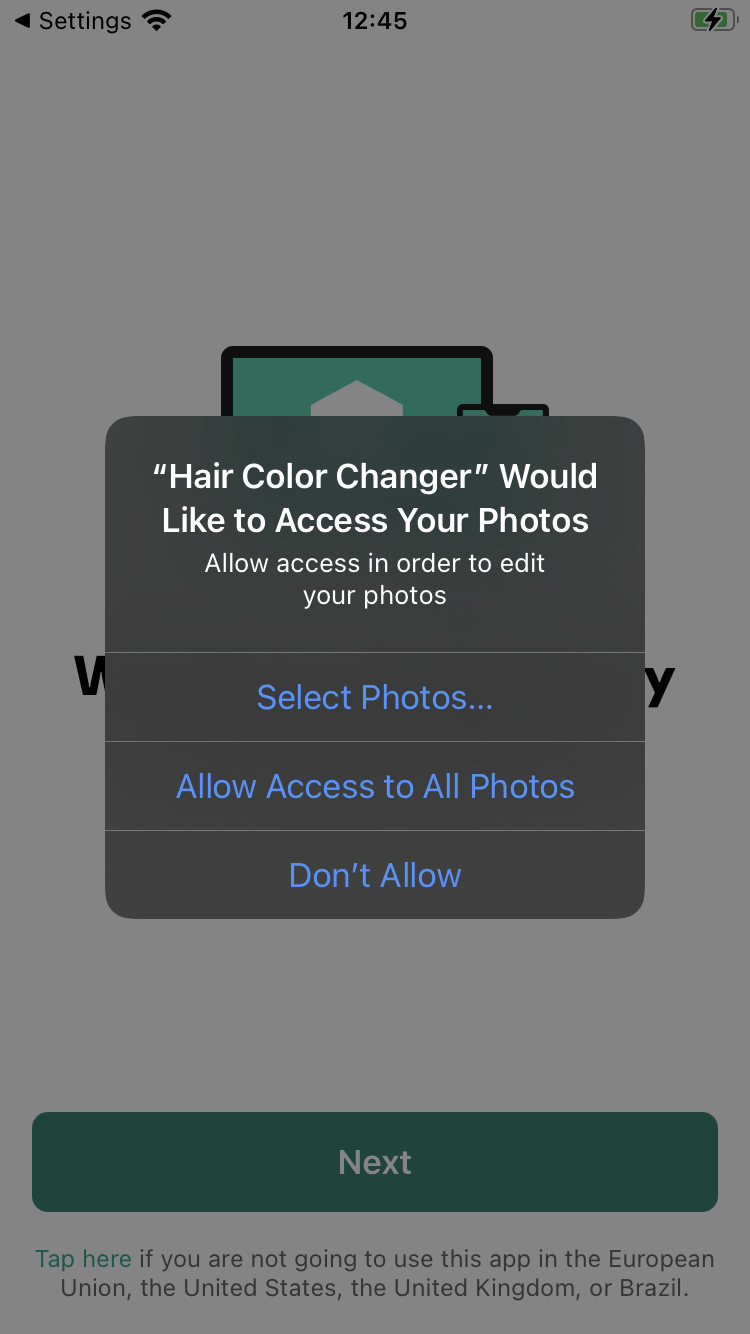 Settings
12:45
“Hair Color Changer” Would
Like to Access Your Photos
Allow access in order to edit
your photos
Select Photos...
Allow Access to All Photos
Don’t Allow
Next
Tap here if you are not going to use this app in the European
Union, the United States, the United Kingdom, or Brazil.